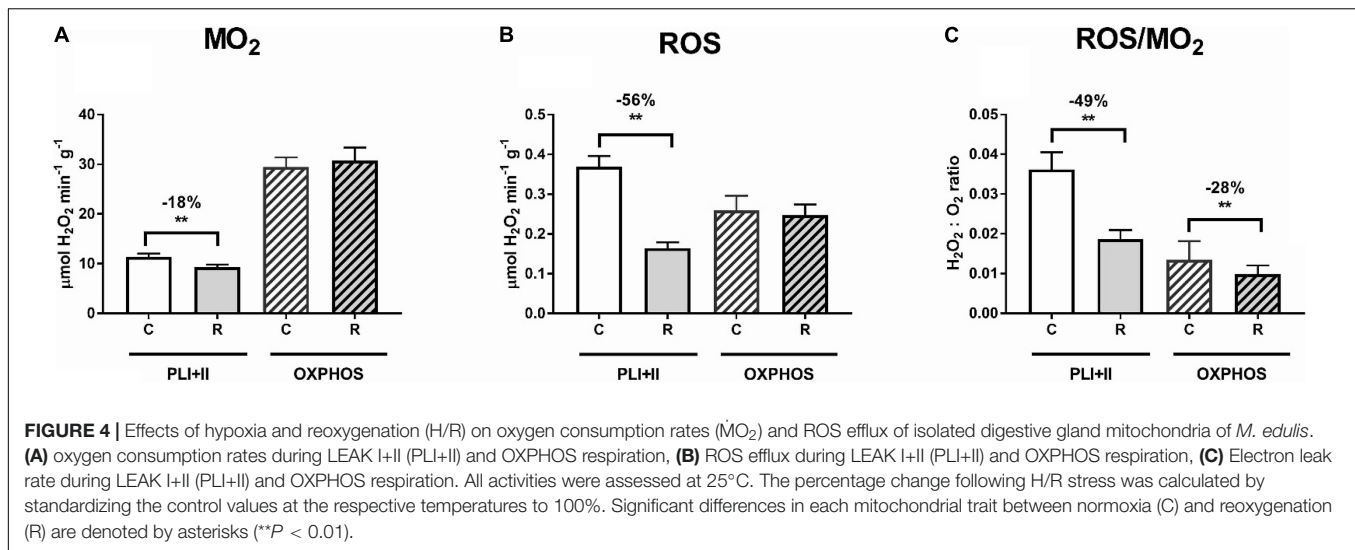 A
MO₂
B
ROS
C
ROS/MO₂
µmol H₂O₂ min⁻¹ g⁻¹
40
30
20
10
0
-18%
**
C
R
C
R
PLI+II
OXPHOS
µmol H₂O₂ min⁻¹ g⁻¹
0.5
0.4
0.3
0.2
0.1
0.0
-56%
**
C
R
C
R
PLI+II
OXPHOS
H₂O₂ : O₂ ratio
0.05
0.04
0.03
0.02
0.01
0.00
-49%
**
-28%
**
C
R
C
R
PLI+II
OXPHOS
FIGURE 4 | Effects of hypoxia and reoxygenation (H/R) on oxygen consumption rates (ṀO₂) and ROS efflux of isolated digestive gland mitochondria of M. edulis.
(A) oxygen consumption rates during LEAK I+II (PLI+II) and OXPHOS respiration, (B) ROS efflux during LEAK I+II (PLI+II) and OXPHOS respiration, (C) Electron leak
rate during LEAK I+II (PLI+II) and OXPHOS respiration. All activities were assessed at 25°C. The percentage change following H/R stress was calculated by
standardizing the control values at the respective temperatures to 100%. Significant differences in each mitochondrial trait between normoxia (C) and reoxygenation
(R) are denoted by asterisks (**P < 0.01).